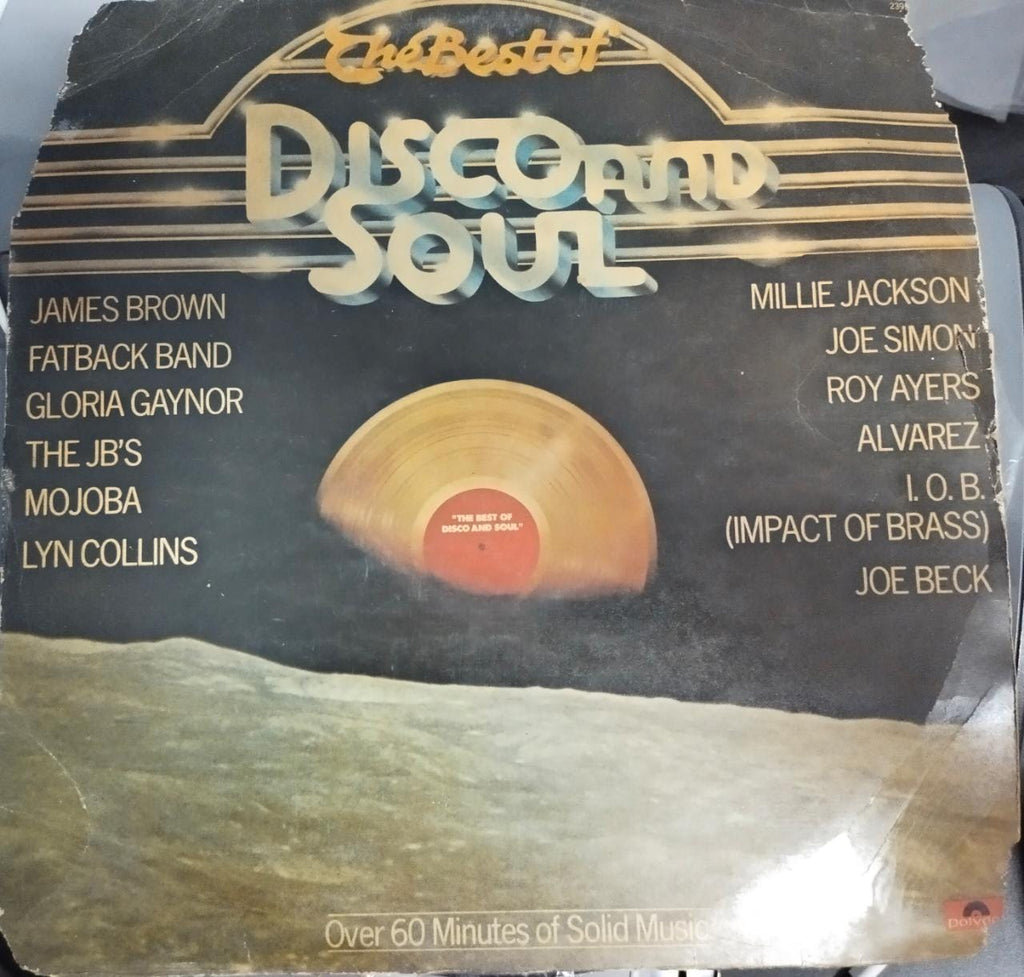 239
The Best of
DISCO AND
SOUL
JAMES BROWN
FATBACK BAND
GLORIA GAYNOR
THE JB'S
MOJOBA
LYN COLLINS
MILLIE JACKSON
JOE SIMON
ROY AYERS
ALVAREZ
I. O. B.
(IMPACT OF BRASS)
JOE BECK
"THE BEST OF
DISCO AND SOUL"
Over 60 Minutes of Solid Music
Polydor